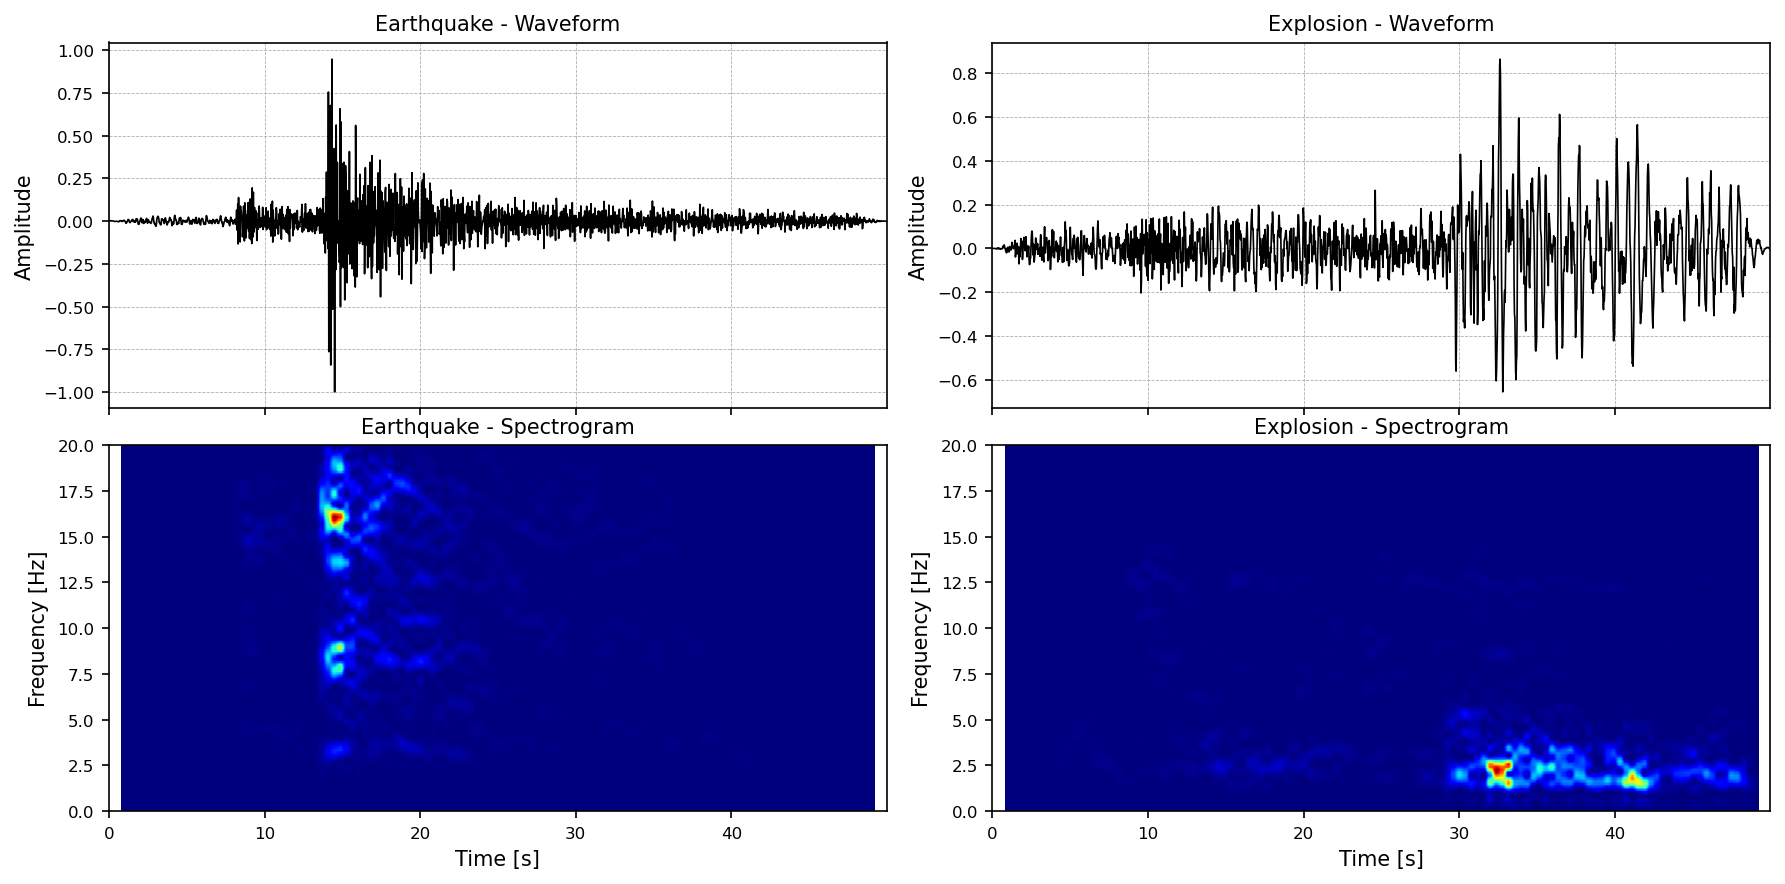 Earthquake - Waveform
Explosion - Waveform
Amplitude
1.00
0.75
0.50
0.25
0.00
−0.25
−0.50
−0.75
−1.00
Amplitude
0.8
0.6
0.4
0.2
0.0
−0.2
−0.4
−0.6
Earthquake - Spectrogram
Explosion - Spectrogram
Frequency [Hz]
20.0
17.5
15.0
12.5
10.0
7.5
5.0
2.5
0.0
0 10 20 30 40
Time [s]
Frequency [Hz]
20.0
17.5
15.0
12.5
10.0
7.5
5.0
2.5
0.0
0 10 20 30 40
Time [s]